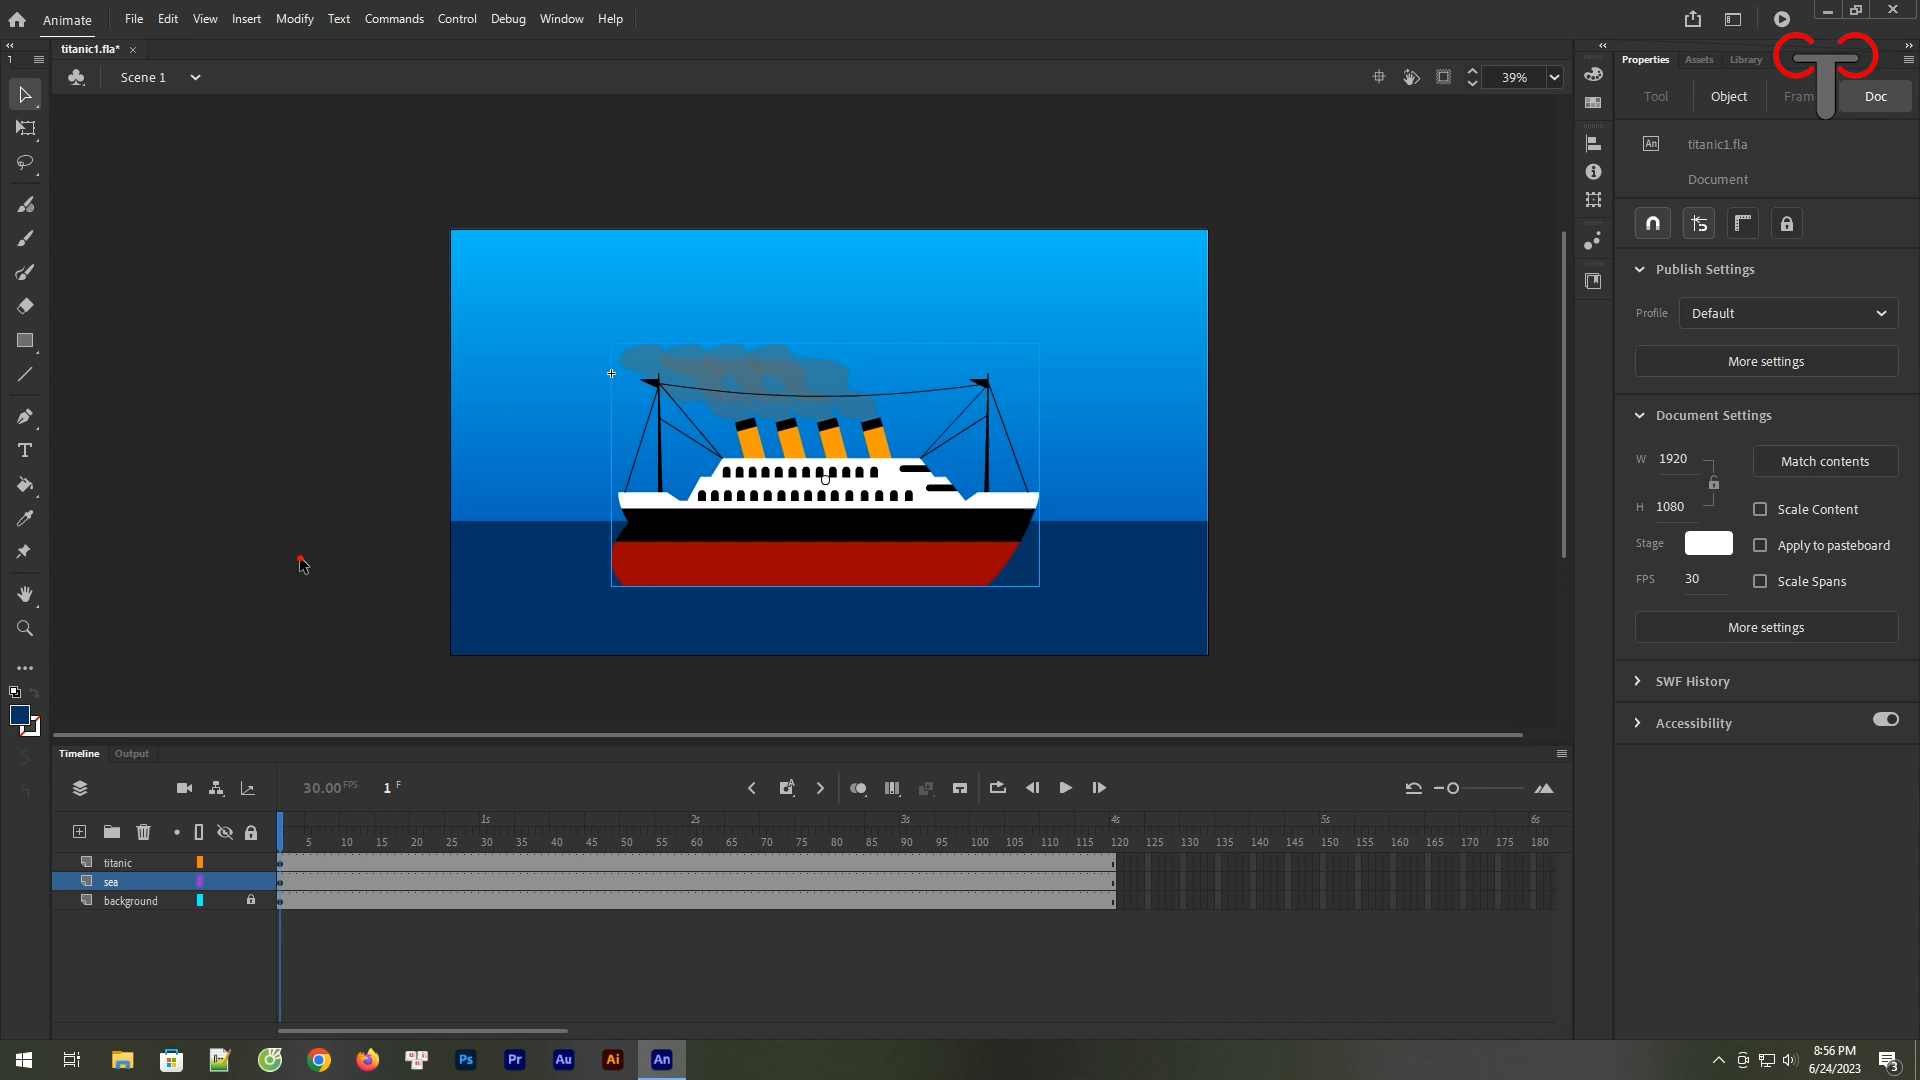 Animate File Edit View Insert Modify Text Commands Control Debug Window Help
titanic1.fla*
Scene 1
39%
Properties Assets Library
Tool Object Fram Doc
An titanic1.fla
Document
Publish Settings
Profile Default
More settings
Document Settings
W 1920 Match contents
H 1080 Scale Content
Stage Apply to pasteboard
FPS 30 Scale Spans
More settings
SWF History
Accessibility
Timeline Output
30.00 FPS 1 F
1s 2s 3s 4s 5s 6s
5 10 15 20 25 30 35 40 45 50 55 60 65 70 75 80 85 90 95 100 105 110 115 120 125 130 135 140 145 150 155 160 165 170 175 180
titanic
sea
background
Ps Pr Au Ai An
8:56 PM
6/24/2023
3